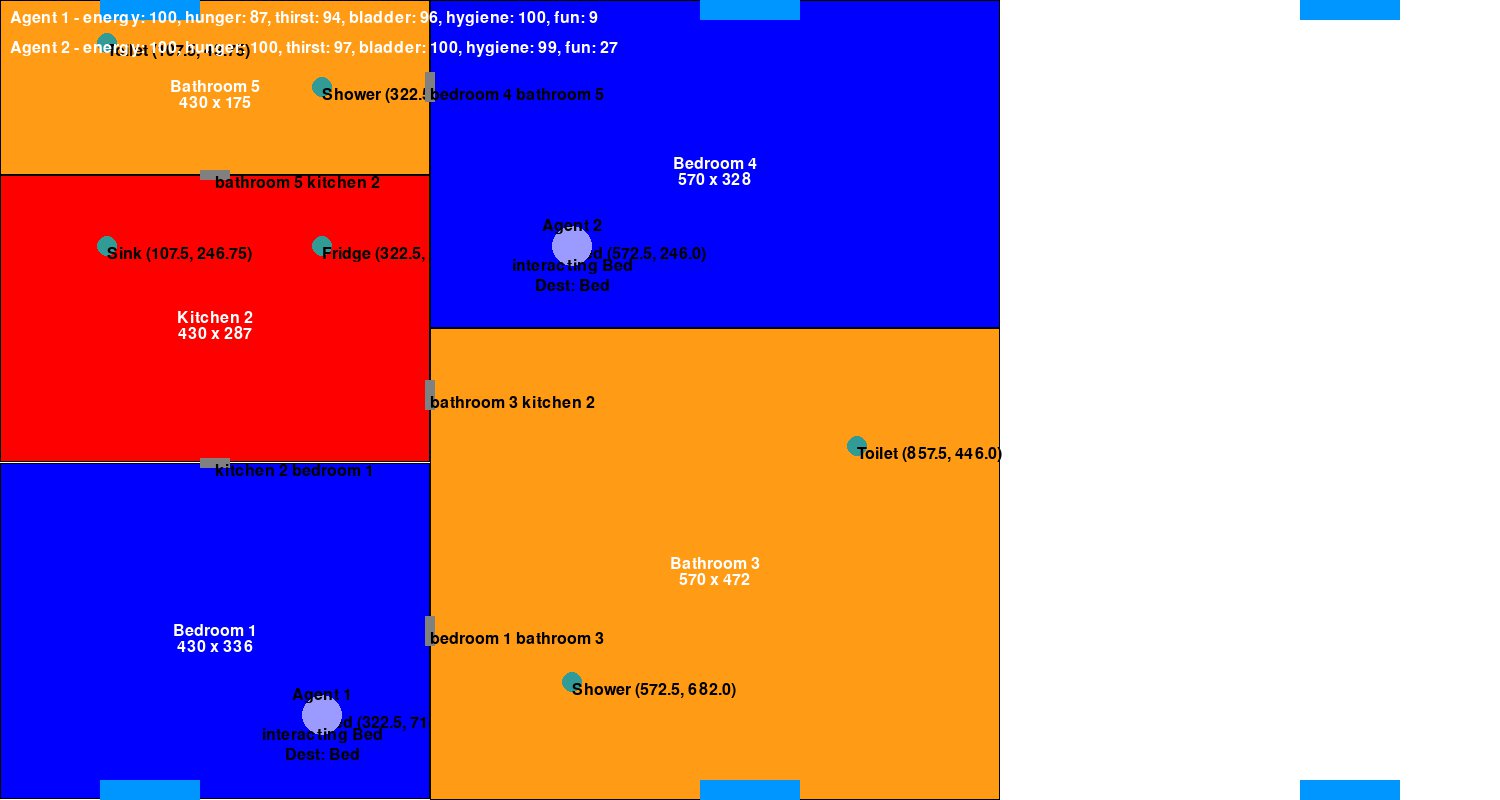 Agent 1 - energy: 100, hunger: 87, thirst: 94, bladder: 96, hygiene: 100, fun: 9
Agent 2 - energy: 100, hunger: 100, thirst: 97, bladder: 100, hygiene: 99, fun: 27
Bathroom 5
430 x 175
Shower (322.5
bedroom 4 bathroom 5
Bedroom 4
570 x 328
bathroom 5 kitchen 2
Agent 2
Sink (107.5, 246.75)
Fridge (322.5,
(572.5, 246.0)
interacting Bed
Dest: Bed
Kitchen 2
430 x 287
bathroom 3 kitchen 2
Toilet (857.5, 446.0)
kitchen 2 bedroom 1
Bathroom 3
570 x 472
Bedroom 1
430 x 336
bedroom 1 bathroom 3
Shower (572.5, 682.0)
Agent 1
(322.5, 71
interacting Bed
Dest: Bed